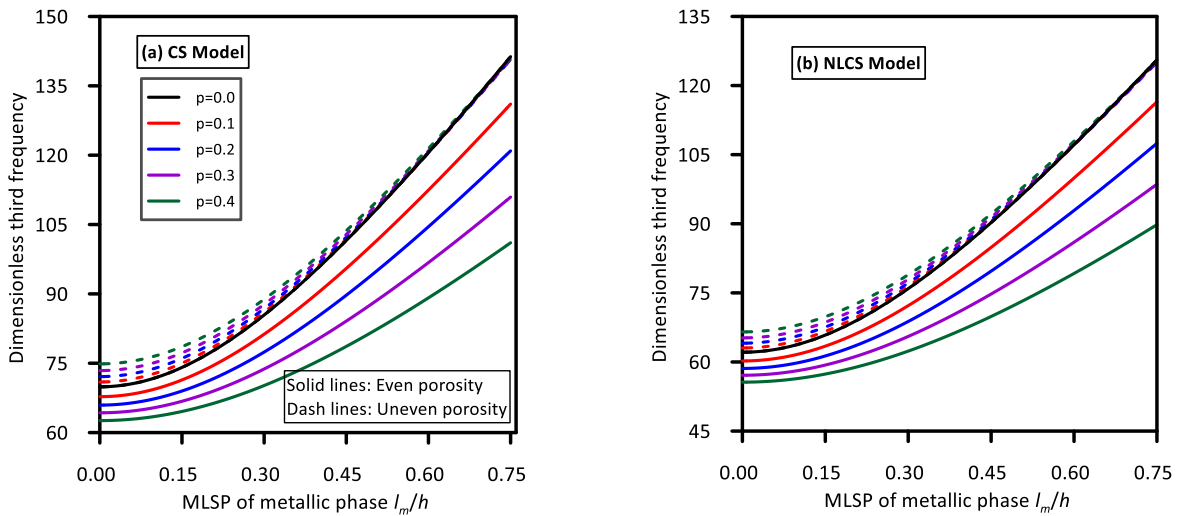 150
135
120
105
90
75
60
Dimensionless third frequency
(a) CS Model
p=0.0
p=0.1
p=0.2
p=0.3
p=0.4
Solid lines: Even porosity
Dash lines: Uneven porosity
0.00
0.15
0.30
0.45
0.60
0.75
MLSP of metallic phase lm/h
135
120
105
90
75
60
45
Dimensionless third frequency
(b) NLCS Model
0.00
0.15
0.30
0.45
0.60
0.75
MLSP of metallic phase lm/h